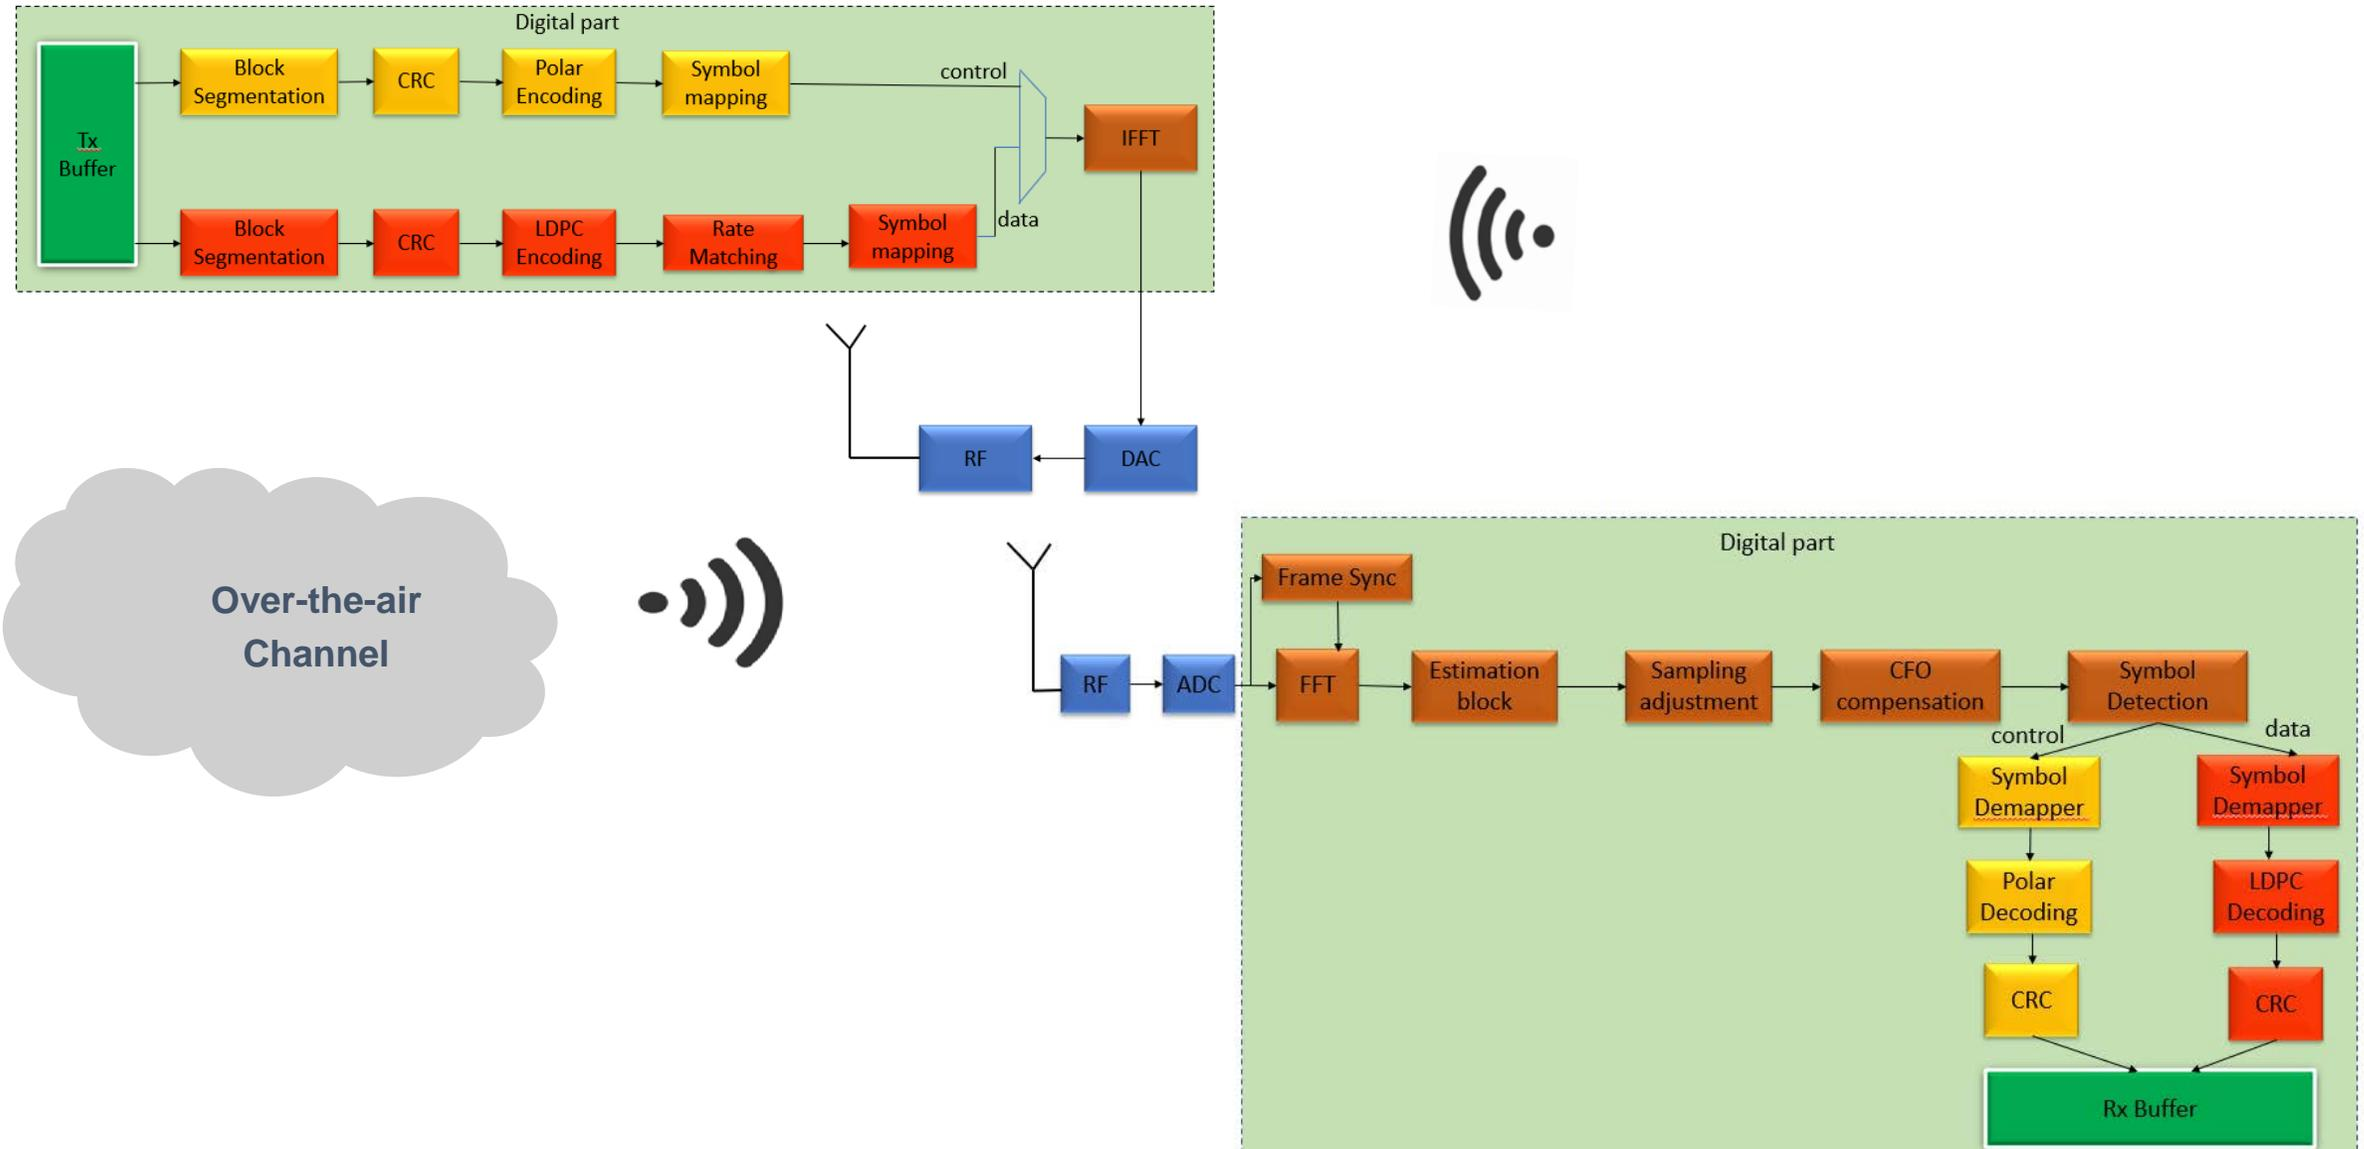 Digital part
Tx
Buffer
Block
Segmentation
CRC
Polar
Encoding
Symbol
mapping
control
IFFT
Block
Segmentation
CRC
LDPC
Encoding
Rate
Matching
Symbol
mapping
data
RF
DAC
Over-the-air
Channel
Digital part
Frame Sync
RF
ADC
FFT
Estimation
block
Sampling
adjustment
CFO
compensation
Symbol
Detection
control
data
Symbol
Demapper
Symbol
Demapper
Polar
Decoding
LDPC
Decoding
CRC
CRC
Rx Buffer